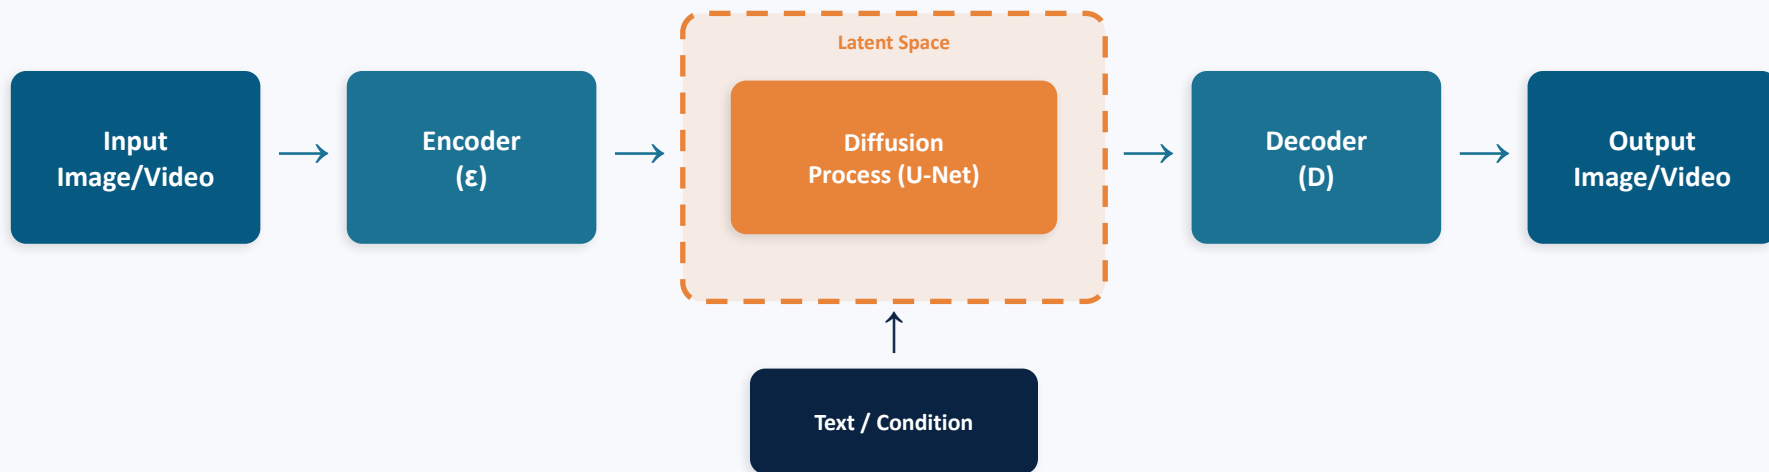 Latent Space
Input
Image/Video
Encoder
(ε)
Diffusion
Process (U-Net)
Decoder
(D)
Output
Image/Video
Text / Condition